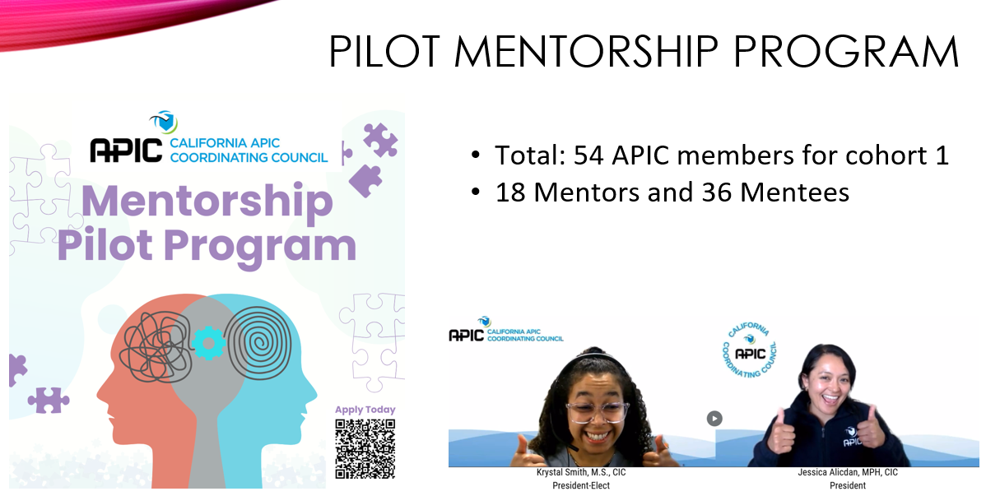 PILOT MENTORSHIP PROGRAM
APIC CALIFORNIA APIC
COORDINATING COUNCIL
Mentorship
Pilot Program
Apply Today
• Total: 54 APIC members for cohort 1
• 18 Mentors and 36 Mentees
APIC CALIFORNIA APIC
COORDINATING COUNCIL
CALIFORNIA
APIC
COORDINATING COUNCIL
APIC
Krystal Smith, M.S., CIC
President-Elect
Jessica Alicdan, MPH, CIC
President